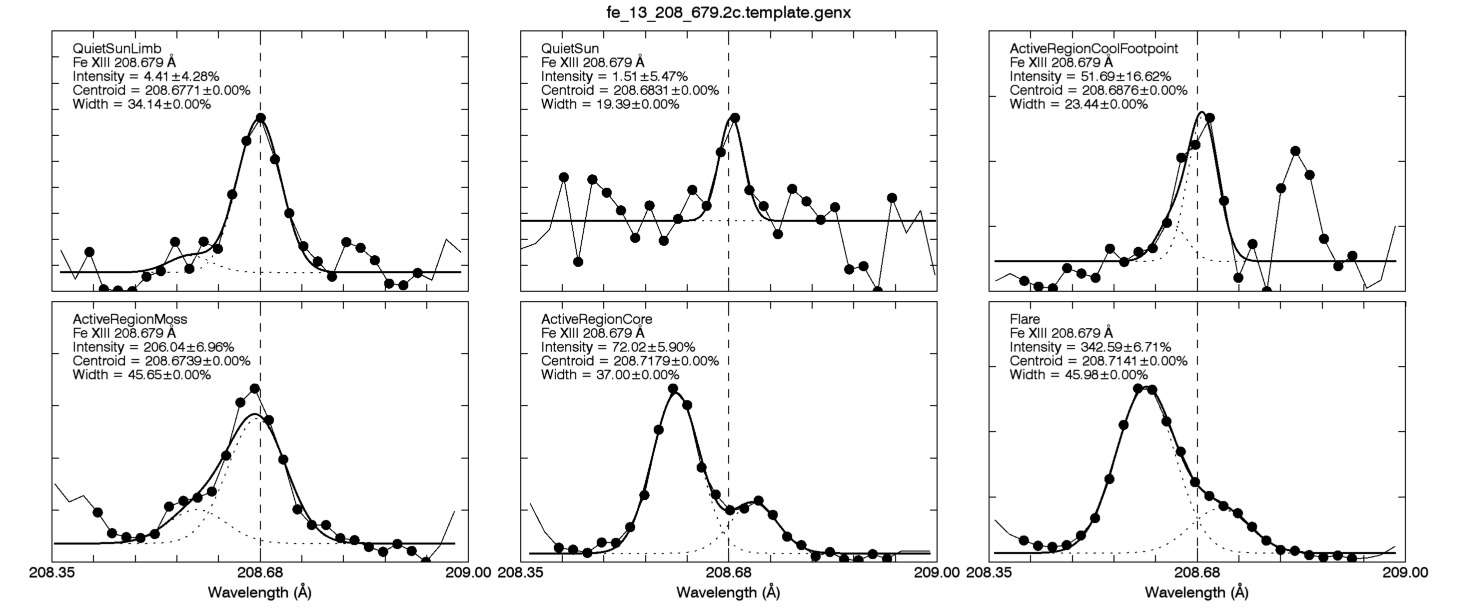 fe_13_208_679.2c.template.genx
QuietSunLimb
Fe XIII 208.679 Å
Intensity = 4.41±4.28%
Centroid = 208.6771±0.00%
Width = 34.14±0.00%
QuietSun
Fe XIII 208.679 Å
Intensity = 1.51±5.47%
Centroid = 208.6831±0.00%
Width = 19.39±0.00%
ActiveRegionCoolFootpoint
Fe XIII 208.679 Å
Intensity = 51.69±16.62%
Centroid = 208.6876±0.00%
Width = 23.44±0.00%
ActiveRegionMoss
Fe XIII 208.679 Å
Intensity = 206.04±6.96%
Centroid = 208.6739±0.00%
Width = 45.65±0.00%
ActiveRegionCore
Fe XIII 208.679 Å
Intensity = 72.02±5.90%
Centroid = 208.7179±0.00%
Width = 37.00±0.00%
Flare
Fe XIII 208.679 Å
Intensity = 342.59±6.71%
Centroid = 208.7141±0.00%
Width = 45.98±0.00%
208.35 208.68 209.00 208.35 208.68 209.00 208.35 208.68 209.00
Wavelength (Å) Wavelength (Å) Wavelength (Å)